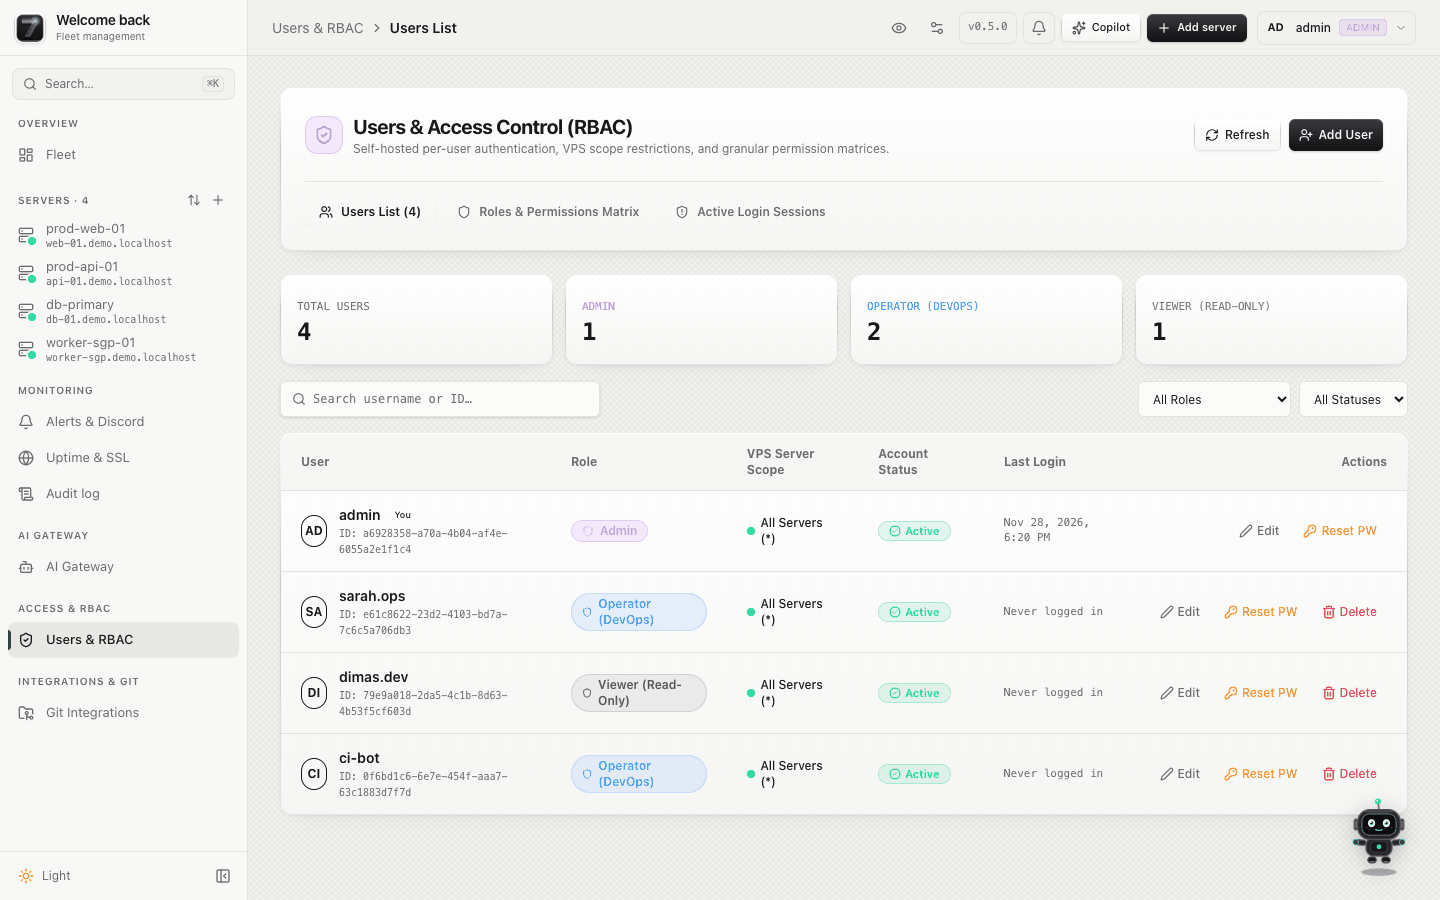 Welcome back
Fleet management
Search...
⌘K
OVERVIEW
Fleet
SERVERS · 4
prod-web-01
web-01.demo.localhost
prod-api-01
api-01.demo.localhost
db-primary
db-01.demo.localhost
worker-sgp-01
worker-sgp.demo.localhost
MONITORING
Alerts & Discord
Uptime & SSL
Audit log
AI GATEWAY
AI Gateway
ACCESS & RBAC
Users & RBAC
INTEGRATIONS & GIT
Git Integrations
Light
Users & RBAC > Users List
v0.5.0
Copilot
+ Add server
AD admin ADMIN
Users & Access Control (RBAC)
Self-hosted per-user authentication, VPS scope restrictions, and granular permission matrices.
Refresh
Add User
Users List (4)
Roles & Permissions Matrix
Active Login Sessions
TOTAL USERS
4
ADMIN
1
OPERATOR (DEVOPS)
2
VIEWER (READ-ONLY)
1
Search username or ID…
All Roles
All Statuses
User
Role
VPS Server
Scope
Account
Status
Last Login
Actions
AD
admin You
ID: a6928358-a70a-4b04-af4e-
6055a2e1f1c4
Admin
All Servers
(*)
Active
Nov 28, 2026,
6:20 PM
Edit
Reset PW
SA
sarah.ops
ID: e61c8622-23d2-4103-bd7a-
7c6c5a706db3
Operator
(DevOps)
All Servers
(*)
Active
Never logged in
Edit
Reset PW
Delete
DI
dimas.dev
ID: 79e9a018-2da5-4c1b-8d63-
4b53f5cf603d
Viewer (Read-
Only)
All Servers
(*)
Active
Never logged in
Edit
Reset PW
Delete
CI
ci-bot
ID: 0f6bd1c6-6e7e-454f-aaa7-
63c1883d7f7d
Operator
(DevOps)
All Servers
(*)
Active
Never logged in
Edit
Reset PW
Delete